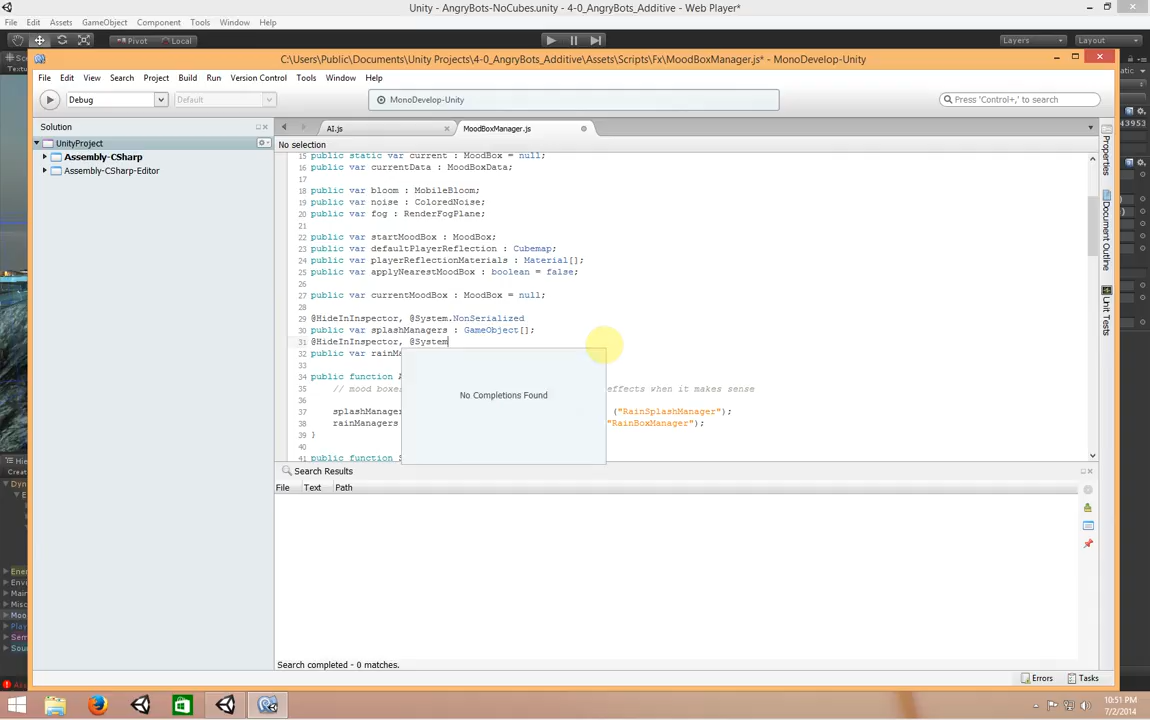 Unity - AngryBots-NoCubes.unity - 4-0_AngryBots_Additive - Web Player*
File Edit Assets GameObject Component Tools Window Help
Pivot Local Layers Layout
C:\Users\Public\Documents\Unity Projects\4-0_AngryBots_Additive\Assets\Scripts\Fx\MoodBoxManager.js* - MonoDevelop-Unity
File Edit View Search Project Build Run Version Control Tools Window Help
Debug Default MonoDevelop-Unity Press 'Control+,' to search
Solution
AI.js
MoodBoxManager.js
UnityProject
Assembly-CSharp
Assembly-CSharp-Editor
No selection
15 public static var current : MoodBox = null;
16 public var currentData : MoodBoxData;
17
18 public var bloom : MobileBloom;
19 public var noise : ColoredNoise;
20 public var fog : RenderFogPlane;
21
22 public var startMoodBox : MoodBox;
23 public var defaultPlayerReflection : Cubemap;
24 public var playerReflectionMaterials : Material[];
25 public var applyNearestMoodBox : boolean = false;
26
27 public var currentMoodBox : MoodBox = null;
28
29 @HideInInspector, @System.NonSerialized
30 public var splashManagers : GameObject[];
31 @HideInInspector, @System
32 public var rainMa
33
34 public function A
35 // mood boxe effects when it makes sense
36
37 splashManager ("RainSplashManager");
38 rainManagers "RainBoxManager");
39 }
40
41 public function S
No Completions Found
Properties
Document Outline
Unit Tests
Search Results
File Text Path
Search completed - 0 matches.
Errors Tasks
10:51 PM
7/2/2014